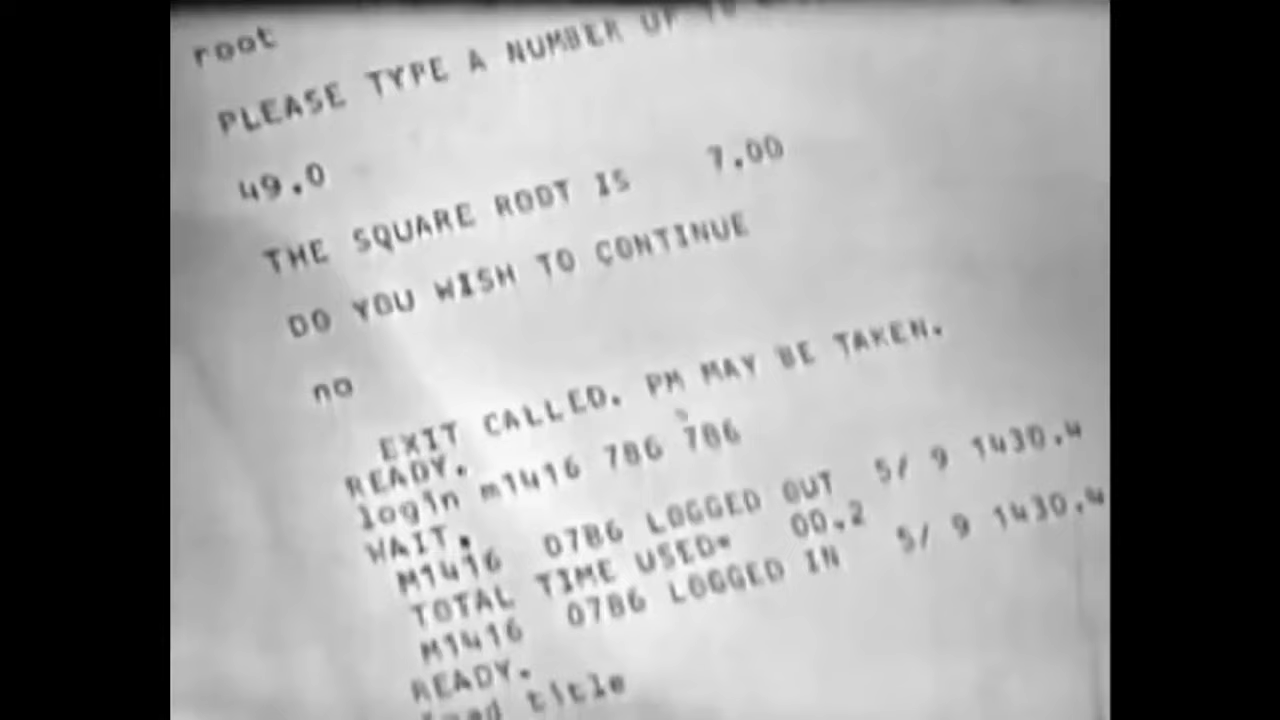 root
PLEASE TYPE A NUMBER UP TO
49.0
THE SQUARE ROOT IS 7.00
DO YOU WISH TO CONTINUE
no
EXIT CALLED. PM MAY BE TAKEN.
READY.
login m1416 786 786
WAIT.
M1416 0786 LOGGED OUT 5/ 9 1430.4
TOTAL TIME USED= 00.2
M1416 0786 LOGGED IN 5/ 9 1430.4
READY.
title